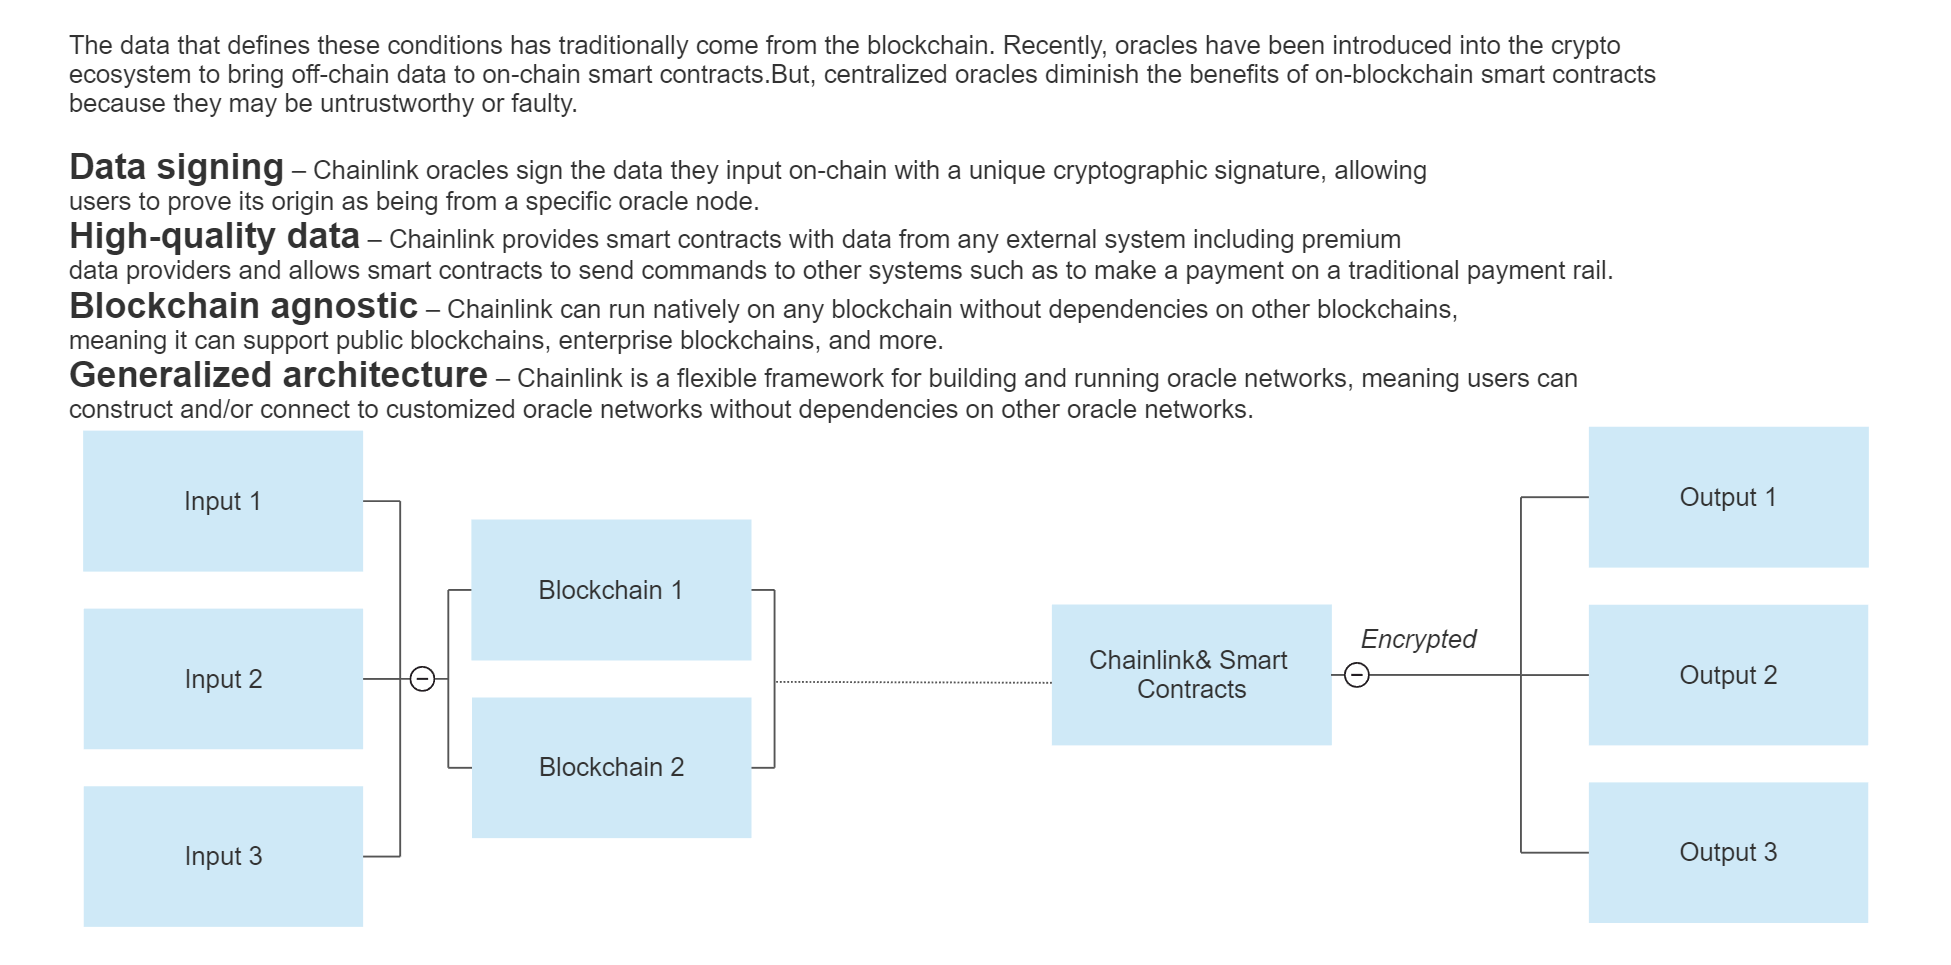 The data that defines these conditions has traditionally come from the blockchain. Recently, oracles have been introduced into the crypto
ecosystem to bring off-chain data to on-chain smart contracts.But, centralized oracles diminish the benefits of on-blockchain smart contracts
because they may be untrustworthy or faulty.
Data signing – Chainlink oracles sign the data they input on-chain with a unique cryptographic signature, allowing
users to prove its origin as being from a specific oracle node.
High-quality data – Chainlink provides smart contracts with data from any external system including premium
data providers and allows smart contracts to send commands to other systems such as to make a payment on a traditional payment rail.
Blockchain agnostic – Chainlink can run natively on any blockchain without dependencies on other blockchains,
meaning it can support public blockchains, enterprise blockchains, and more.
Generalized architecture – Chainlink is a flexible framework for building and running oracle networks, meaning users can
construct and/or connect to customized oracle networks without dependencies on other oracle networks.
Input 1
Input 2
Input 3
Blockchain 1
Blockchain 2
Chainlink& Smart
Contracts
Encrypted
Output 1
Output 2
Output 3